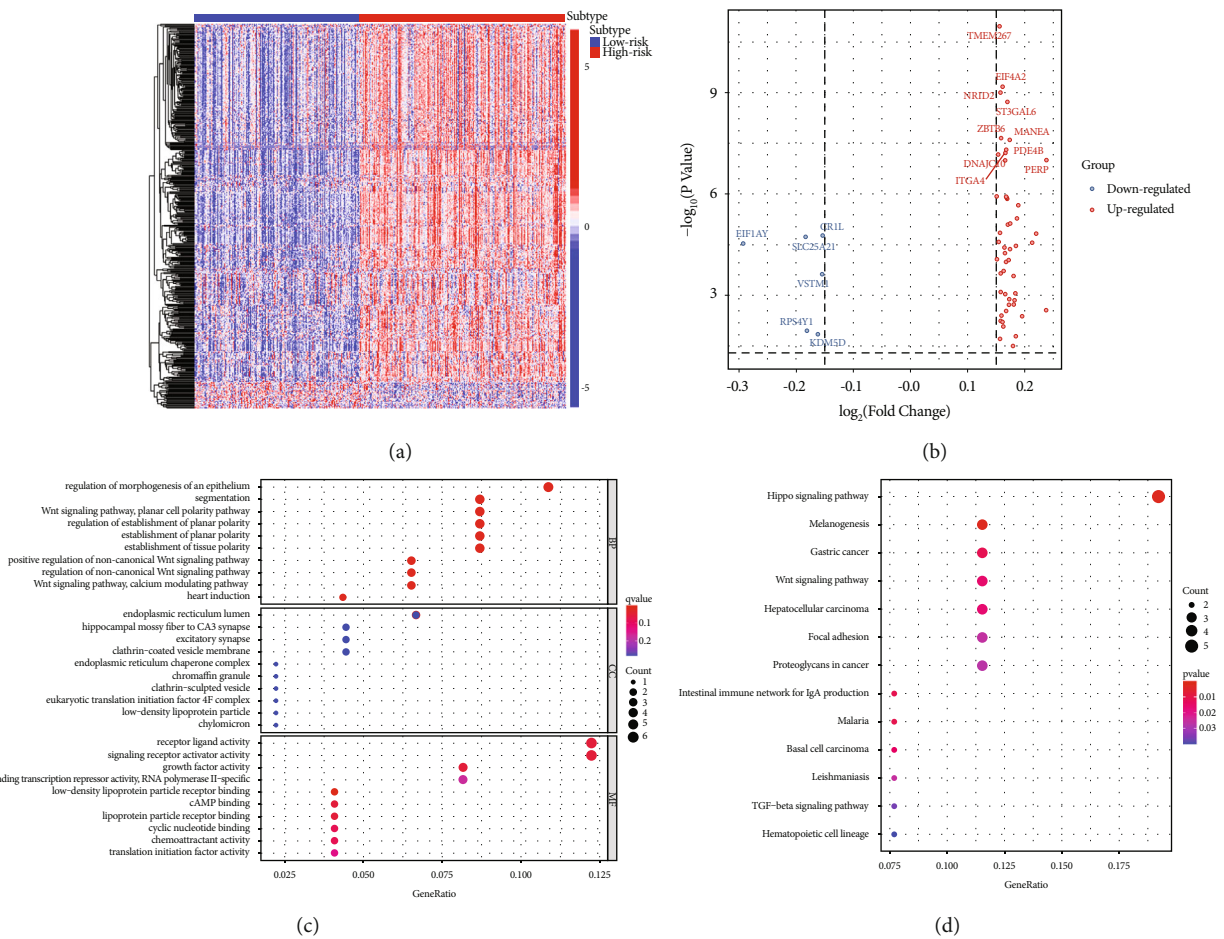 Subtype
Subtype
Low-risk
High-risk
5
0
-5
(a)
9
6
3
−log10(P Value)
-0.3
-0.2
-0.1
-0.0
0.1
0.2
log2(Fold Change)
TMEM267
EIF4A2
NRID2
ST3GAL6
ZBTB6
MANEA
PDE4B
DNAJC10
PERP
ITGA4
CR1L
EIF1AY
SLC25A21
VSTM1
RPS4Y1
KDM5D
Group
Down-regulated
Up-regulated
(b)
regulation of morphogenesis of an epithelium
segmentation
Wnt signaling pathway, planar cell polarity pathway
regulation of establishment of planar polarity
establishment of planar polarity
establishment of tissue polarity
positive regulation of non-canonical Wnt signaling pathway
regulation of non-canonical Wnt signaling pathway
Wnt signaling pathway, calcium modulating pathway
heart induction
BP
endoplasmic recticulum lumen
hippocampal mossy fiber to CA3 synapse
excitatory synapse
clathrin-coated vesicle membrane
endoplasmic reticulum chaperone complex
chromaffin granule
clathrin-sculpted vesicle
eukaryotic translation initiation factor 4F complex
low-density lipoprotein particle
chylomicron
CC
receptor ligand activity
signaling receptor activator activity
growth factor activity
nding transcription repressor activity, RNA polymerase II-specific
low-density lipoprotein particle receptor binding
cAMP binding
lipoprotein particle receptor binding
cyclic nucleotide binding
chemoattractant activity
translation initiation factor activity
MF
0.025
0.050
0.075
0.100
0.125
GeneRatio
qvalue
0.1
0.2
Count
1
2
3
4
5
6
(c)
Hippo signaling pathway
Melanogenesis
Gastric cancer
Wnt signaling pathway
Hepatocellular carcinoma
Focal adhesion
Proteoglycans in cancer
Intestinal immune network for IgA production
Malaria
Basal cell carcinoma
Leishmaniasis
TGF-beta signaling pathway
Hematopoietic cell lineage
0.075
0.100
0.125
0.175
GeneRatio
Count
2
3
4
5
pvalue
0.01
0.02
0.03
(d)